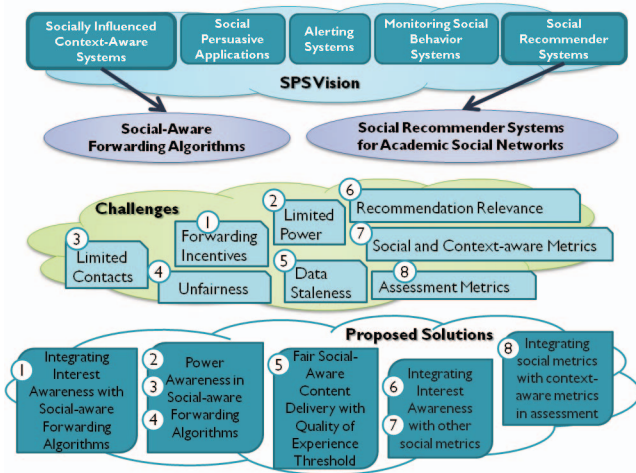 Socially Influenced
Context-Aware
Systems
Social
Persuasive
Applications
Alerting
Systems
Monitoring Social
Behavior
Systems
Social
Recommender
Systems
SPS Vision
Social-Aware
Forwarding Algorithms
Social Recommender Systems
for Academic Social Networks
Challenges
1
Forwarding
Incentives
2
Limited
Power
6
Recommendation Relevance
3
Limited
Contacts
7
Social and Context-aware Metrics
4
Unfairness
5
Data
Staleness
8
Assessment Metrics
Proposed Solutions
1
Integrating
Interest
Awareness with
Social-aware
Forwarding
Algorithms
2
3
4
Power
Awareness in
Social-aware
Forwarding
Algorithms
5
Fair Social-
Aware
Content
Delivery with
Quality of
Experience
Threshold
6
7
Integrating
Interest
Awareness
with other
social metrics
8
Integrating
social metrics
with context-
aware metrics
in assessment